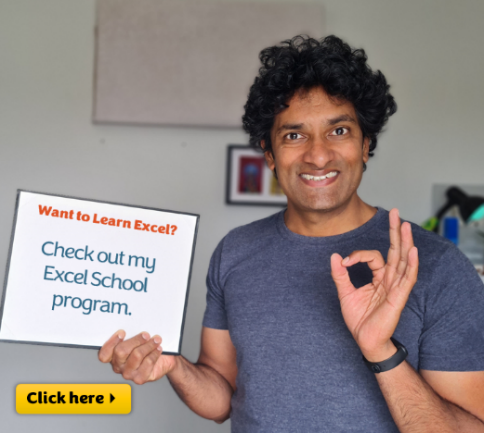 Want to Learn Excel?
Check out my
Excel School
program.
Click here